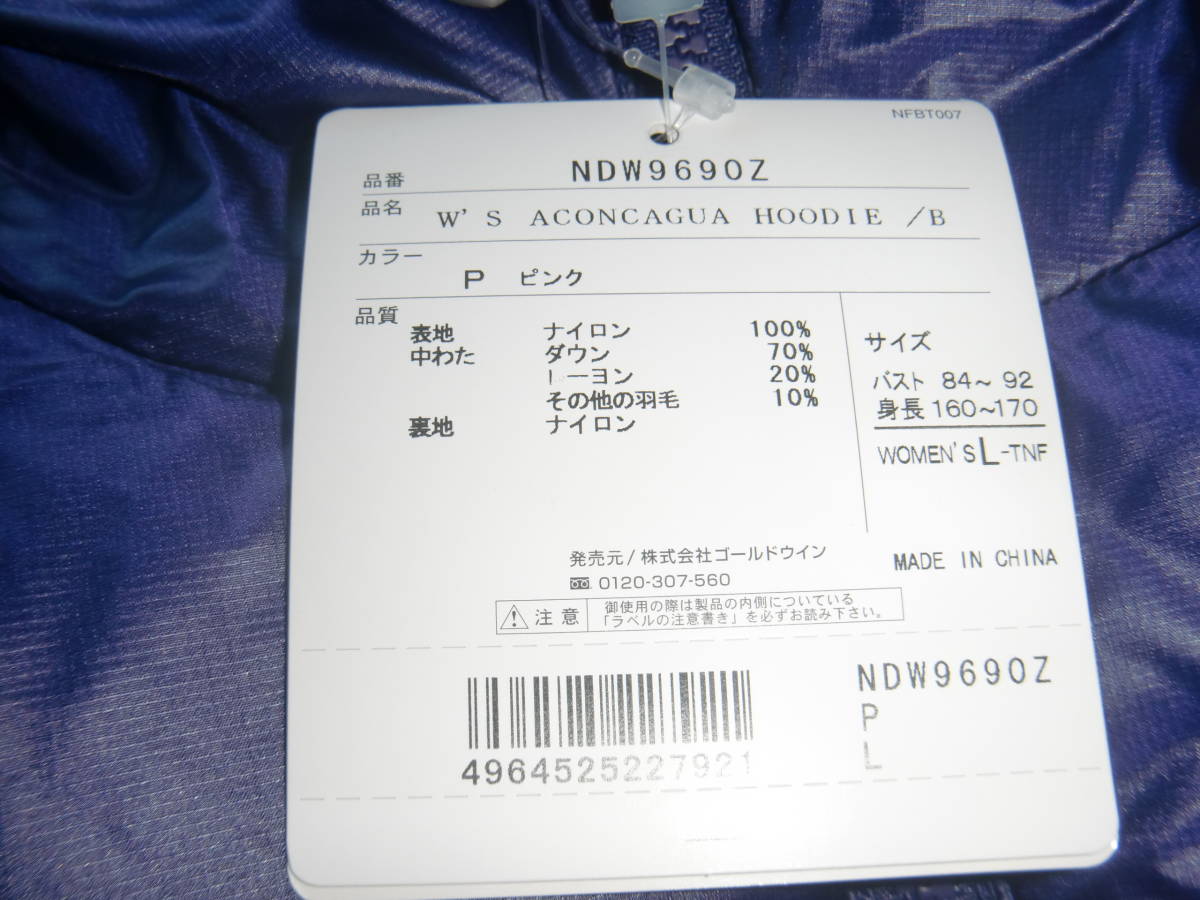 NFBT007
品番 NDW9690Z
品名 W'S ACONCAGUA HOODIE /B
カラー
P ピンク
品質
表地 ナイロン 100%
中わた ダウン 70%
レーヨン 20%
その他の羽毛 10%
裏地 ナイロン
サイズ
バスト 84~ 92
身長 160~170
WOMEN'S L-TNF
発売元/株式会社ゴールドウイン
0120-307-560
MADE IN CHINA
注意
御使用の際は製品の内側についている
「ラベルの注意書き」を必ずお読み下さい。
4964525227921
NDW9690Z
P
L